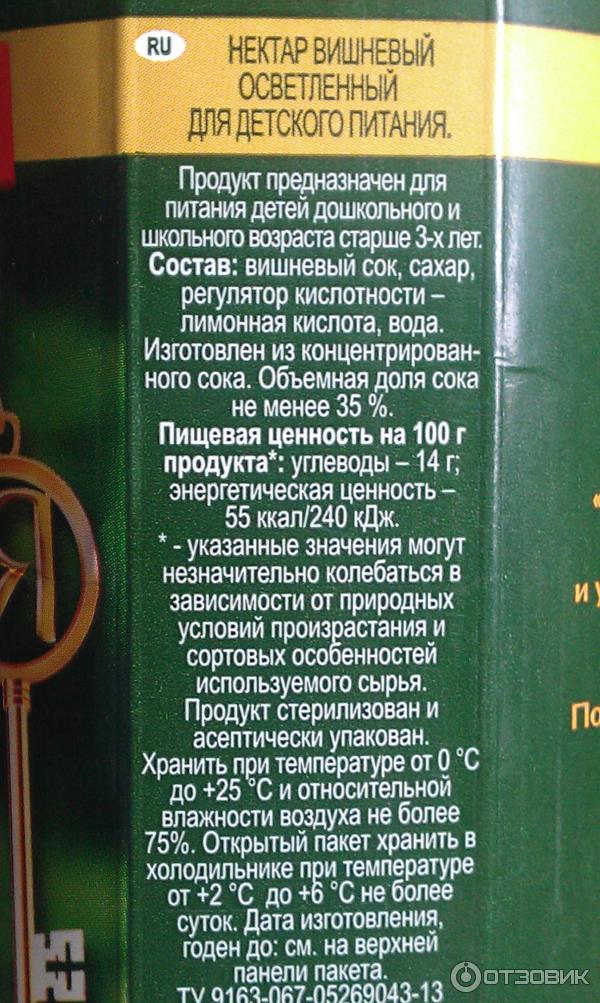 RU
НЕКТАР ВИШНЕВЫЙ
ОСВЕТЛЕННЫЙ
ДЛЯ ДЕТСКОГО ПИТАНИЯ.
Продукт предназначен для
питания детей дошкольного и
школьного возраста старше 3-х лет.
Состав: вишневый сок, сахар,
регулятор кислотности –
лимонная кислота, вода.
Изготовлен из концентрирован-
ного сока. Объемная доля сока
не менее 35 %.
Пищевая ценность на 100 г
продукта*: углеводы – 14 г;
энергетическая ценность –
55 ккал/240 кДж.
* - указанные значения могут
незначительно колебаться в
зависимости от природных
условий произрастания и
сортовых особенностей
используемого сырья.
Продукт стерилизован и
асептически упакован.
Хранить при температуре от 0 °С
до +25 °С и относительной
влажности воздуха не более
75%. Открытый пакет хранить в
холодильнике при температуре
от +2 °С до +6 °С не более
суток. Дата изготовления,
годен до: см. на верхней
панели пакета.
ТУ 9163-067-05269043-13
ОТЗОВИК